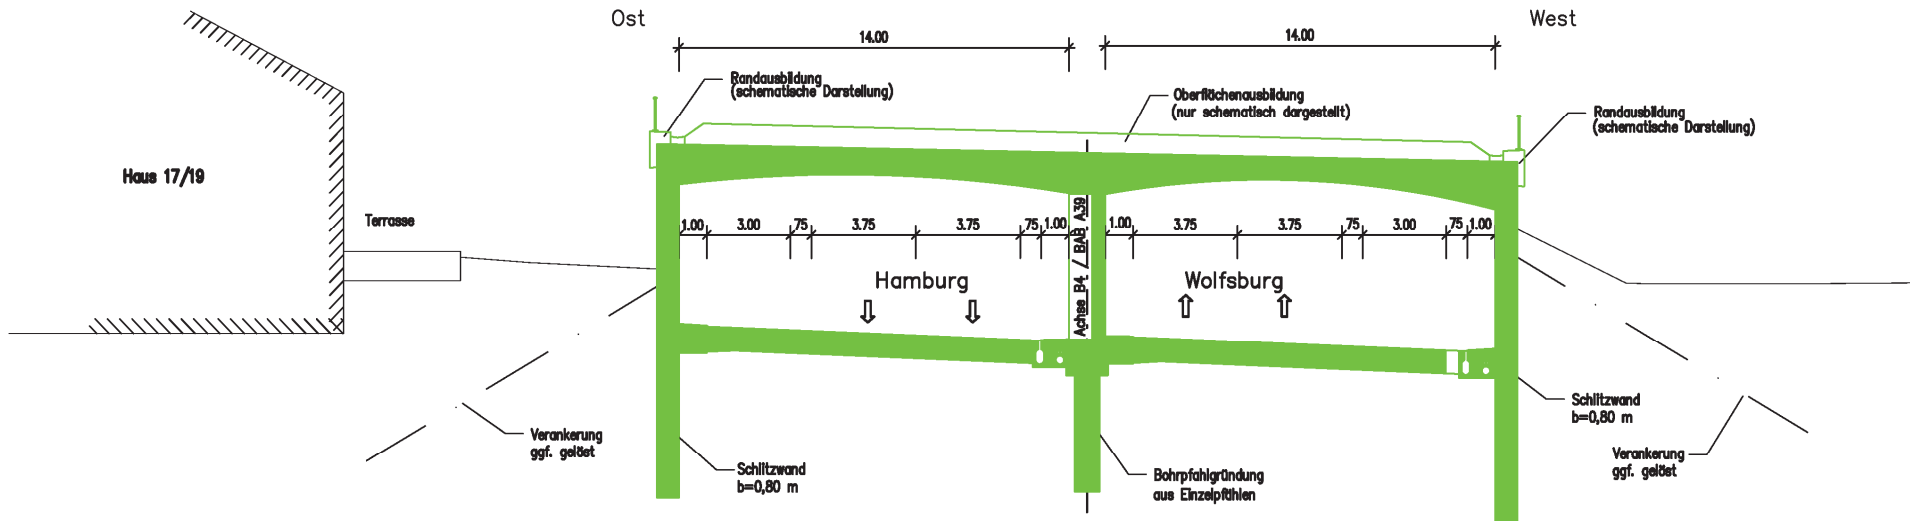 Ost
West
14.00
14.00
Randausbildung
(schematische Darstellung)
Oberflächenausbildung
(nur schematisch dargestellt)
Randausbildung
(schematische Darstellung)
Haus 17/19
Terrasse
1.00 3.00 75 3.75 3.75 75 1.00
1.00 3.75 3.75 75 3.00 75 1.00
Achse B4 / BAB A39
Hamburg
Wolfsburg
Verankerung
ggf. gelöst
Schlitzwand
b=0,80 m
Bohrpfahlgründung
aus Einzelpfählen
Schlitzwand
b=0,80 m
Verankerung
ggf. gelöst